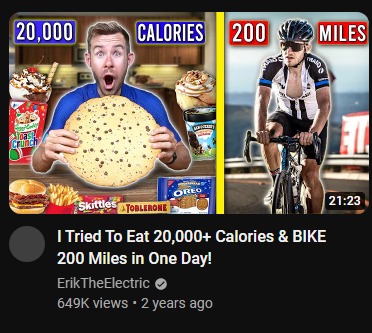 20,000 CALORIES
200 MILES
Skittles
TOBLERONE
OREO
21:23
I Tried To Eat 20,000+ Calories & BIKE
200 Miles in One Day!
ErikTheElectric
649K views • 2 years ago